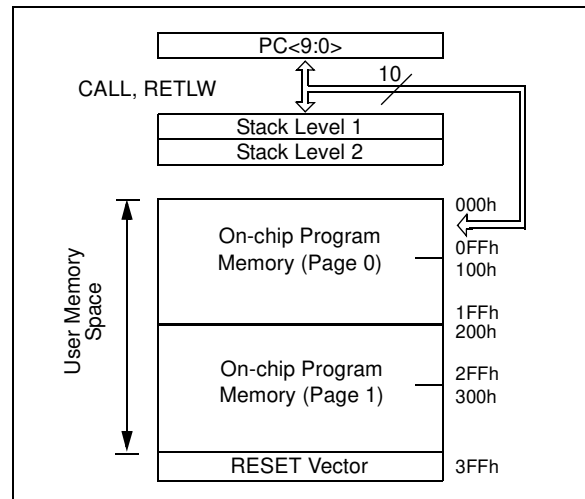 PC<9:0>
CALL, RETLW
10
Stack Level 1
Stack Level 2
User Memory
Space
000h
On-chip Program
Memory (Page 0)
0FFh
100h
1FFh
200h
On-chip Program
Memory (Page 1)
2FFh
300h
RESET Vector
3FFh